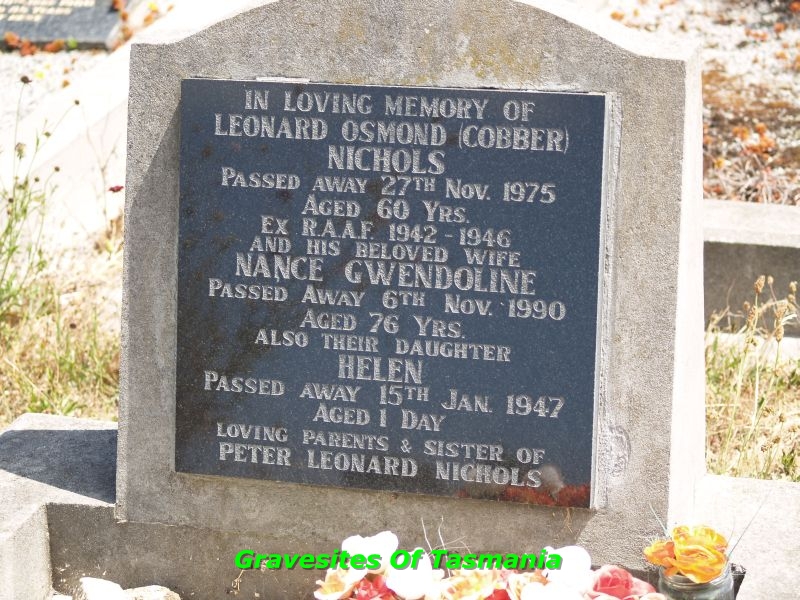 IN LOVING MEMORY OF
LEONARD OSMOND (COBBER)
NICHOLS
PASSED AWAY 27TH NOV. 1975
AGED 60 YRS.
EX R.A.A.F. 1942 - 1946
AND HIS BELOVED WIFE
NANCE GWENDOLINE
PASSED AWAY 6TH NOV. 1990
AGED 76 YRS.
ALSO THEIR DAUGHTER
HELEN
PASSED AWAY 15TH JAN. 1947
AGED 1 DAY
LOVING PARENTS & SISTER OF
PETER LEONARD NICHOLS
Gravesites Of Tasmania